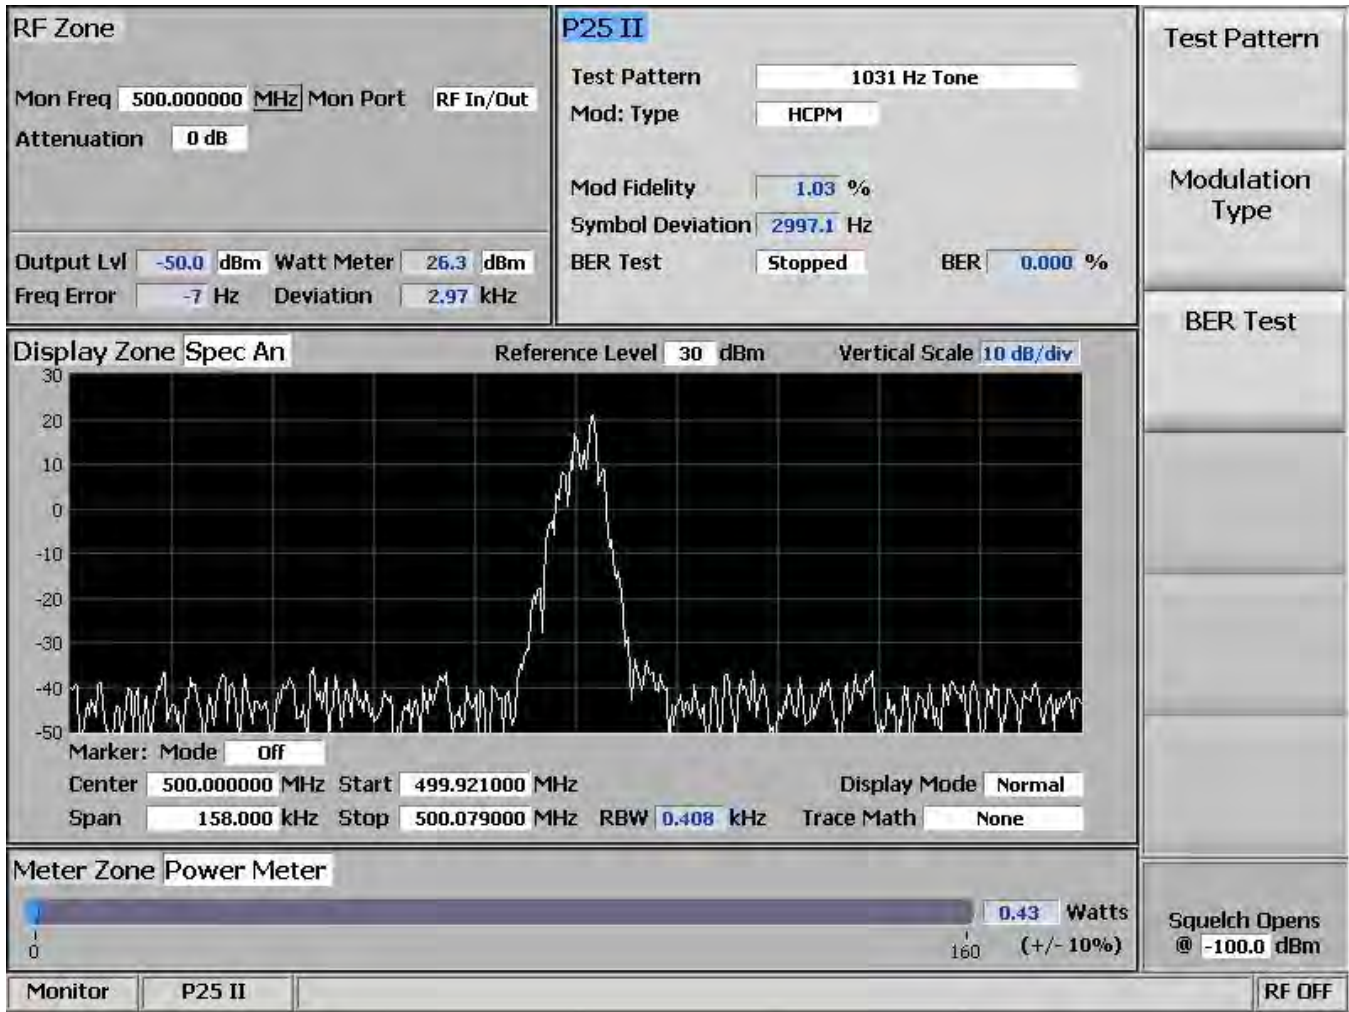 RF Zone
Mon Freq 500.000000 MHz Mon Port RF In/Out
Attenuation 0 dB
Output Lvl -50.0 dBm Watt Meter 26.3 dBm
Freq Error -7 Hz Deviation 2.97 kHz
P25 II
Test Pattern 1031 Hz Tone
Mod: Type HCPM
Mod Fidelity 1.03 %
Symbol Deviation 2997.1 Hz
BER Test Stopped BER 0.000 %
Test Pattern
Modulation
Type
BER Test
Display Zone Spec An Reference Level 30 dBm Vertical Scale 10 dB/div
30
20
10
0
-10
-20
-30
-40
-50
Marker: Mode Off
Center 500.000000 MHz Start 499.921000 MHz Display Mode Normal
Span 158.000 kHz Stop 500.079000 MHz RBW 0.408 kHz Trace Math None
Meter Zone Power Meter
0.43 Watts
0 160 (+/- 10%)
Squelch Opens
@ -100.0 dBm
Monitor P25 II RF OFF